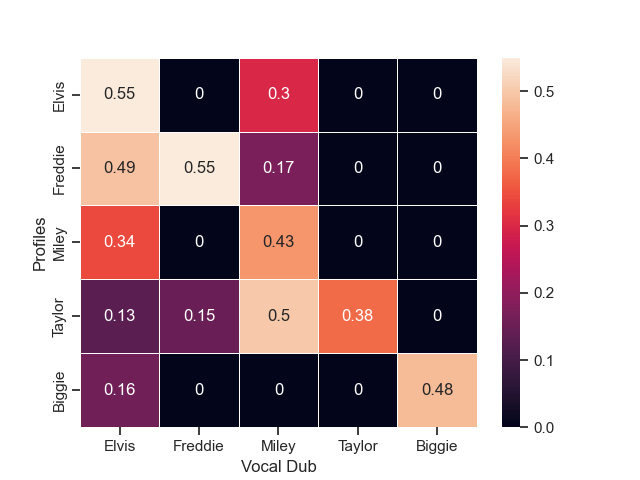 Elvis 0.55 0 0.3 0 0
Freddie 0.49 0.55 0.17 0 0
Miley 0.34 0 0.43 0 0
Taylor 0.13 0.15 0.5 0.38 0
Biggie 0.16 0 0 0 0.48
Profiles
Elvis Freddie Miley Taylor Biggie
Vocal Dub
0.5
0.4
0.3
0.2
0.1
0.0